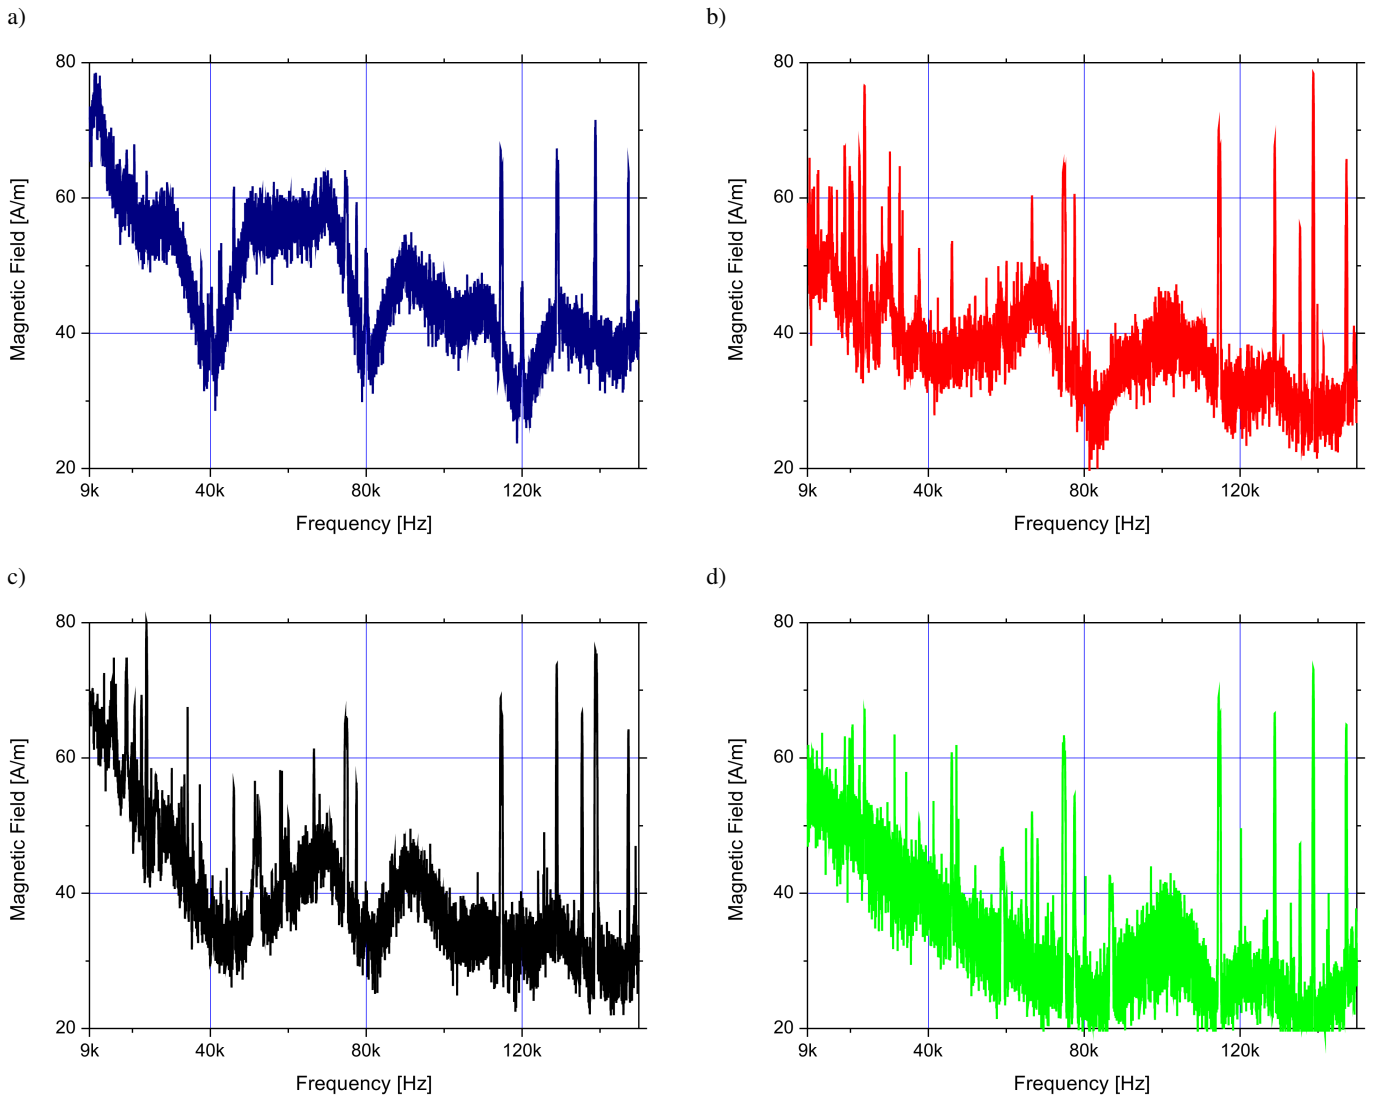 a)
80
60
40
20
Magnetic Field [A/m]
9k 40k 80k 120k
Frequency [Hz]
b)
80
60
40
20
Magnetic Field [A/m]
9k 40k 80k 120k
Frequency [Hz]
c)
80
60
40
20
Magnetic Field [A/m]
9k 40k 80k 120k
Frequency [Hz]
d)
80
60
40
20
Magnetic Field [A/m]
9k 40k 80k 120k
Frequency [Hz]